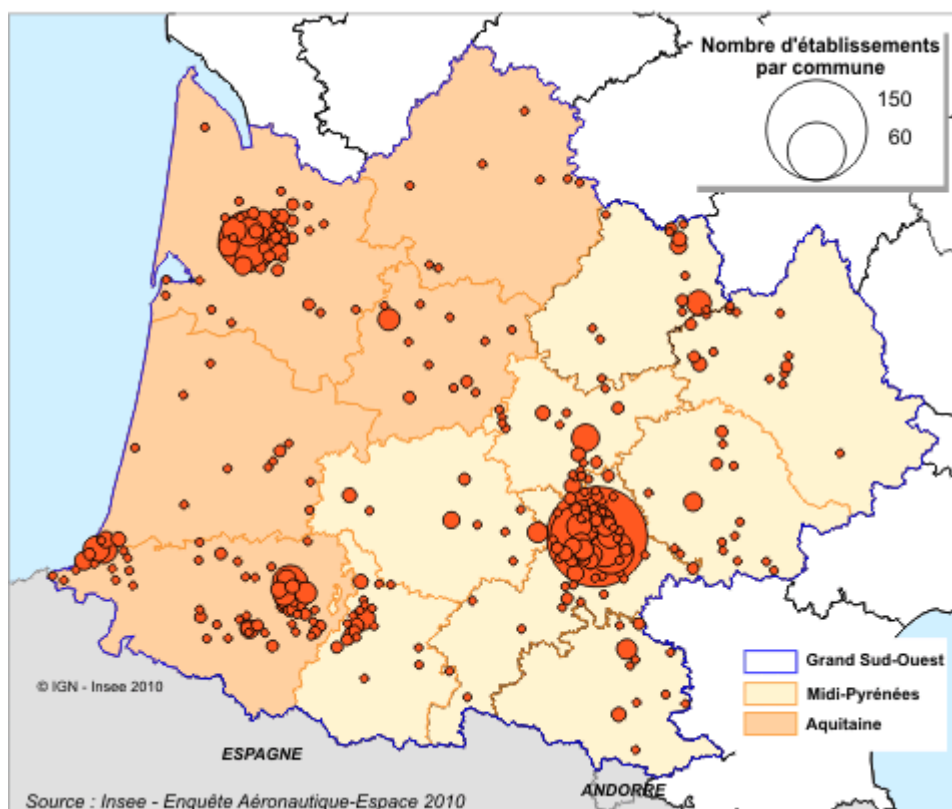 Nombre d'établissements
par commune
150
60
© IGN - Insee 2010
Grand Sud-Ouest
Midi-Pyrénées
Aquitaine
ESPAGNE
ANDORRE
Source : Insee - Enquête Aéronautique-Espace 2010